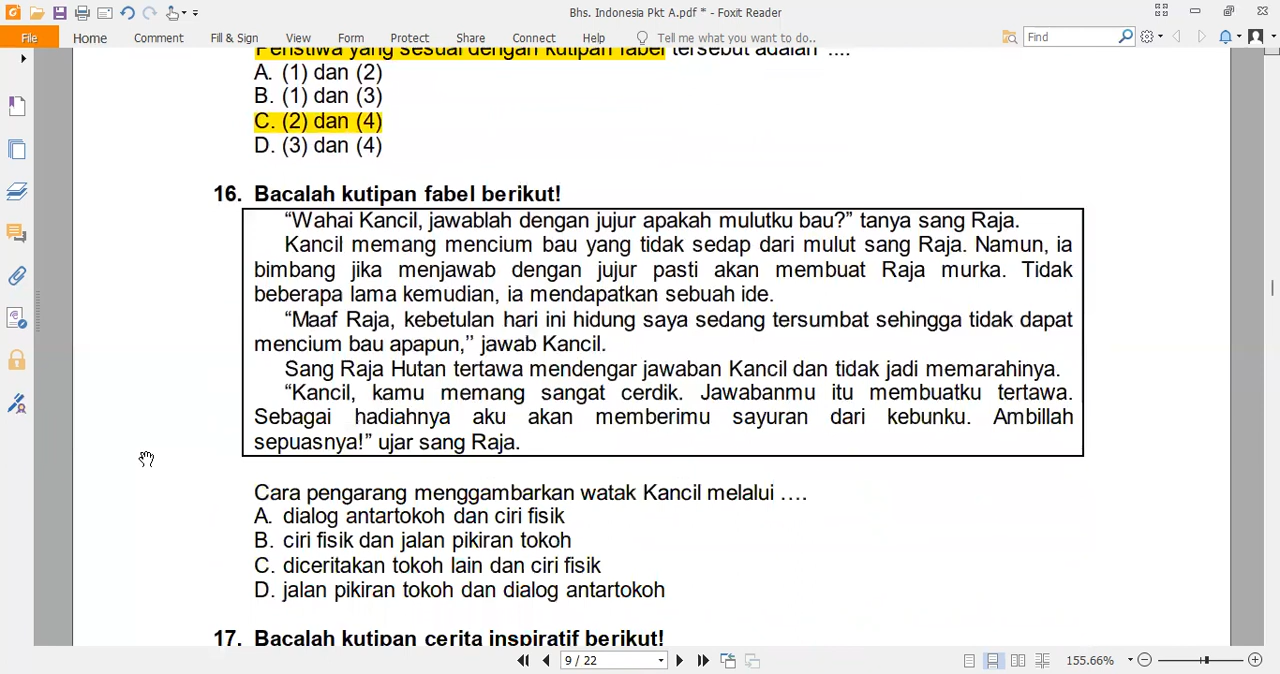 Bhs. Indonesia Pkt A.pdf * - Foxit Reader
File Home Comment Fill & Sign View Form Protect Share Connect Help Tell me what you want to do.. Find
Peristiwa yang sesuai dengan kutipan fabel tersebut adalah ....
A. (1) dan (2)
B. (1) dan (3)
C. (2) dan (4)
D. (3) dan (4)
16. Bacalah kutipan fabel berikut!
“Wahai Kancil, jawablah dengan jujur apakah mulutku bau?” tanya sang Raja.
Kancil memang mencium bau yang tidak sedap dari mulut sang Raja. Namun, ia
bimbang jika menjawab dengan jujur pasti akan membuat Raja murka. Tidak
beberapa lama kemudian, ia mendapatkan sebuah ide.
“Maaf Raja, kebetulan hari ini hidung saya sedang tersumbat sehingga tidak dapat
mencium bau apapun,’’ jawab Kancil.
Sang Raja Hutan tertawa mendengar jawaban Kancil dan tidak jadi memarahinya.
“Kancil, kamu memang sangat cerdik. Jawabanmu itu membuatku tertawa.
Sebagai hadiahnya aku akan memberimu sayuran dari kebunku. Ambillah
sepuasnya!” ujar sang Raja.
Cara pengarang menggambarkan watak Kancil melalui ....
A. dialog antartokoh dan ciri fisik
B. ciri fisik dan jalan pikiran tokoh
C. diceritakan tokoh lain dan ciri fisik
D. jalan pikiran tokoh dan dialog antartokoh
17. Bacalah kutipan cerita inspiratif berikut!
9 / 22 155.66%